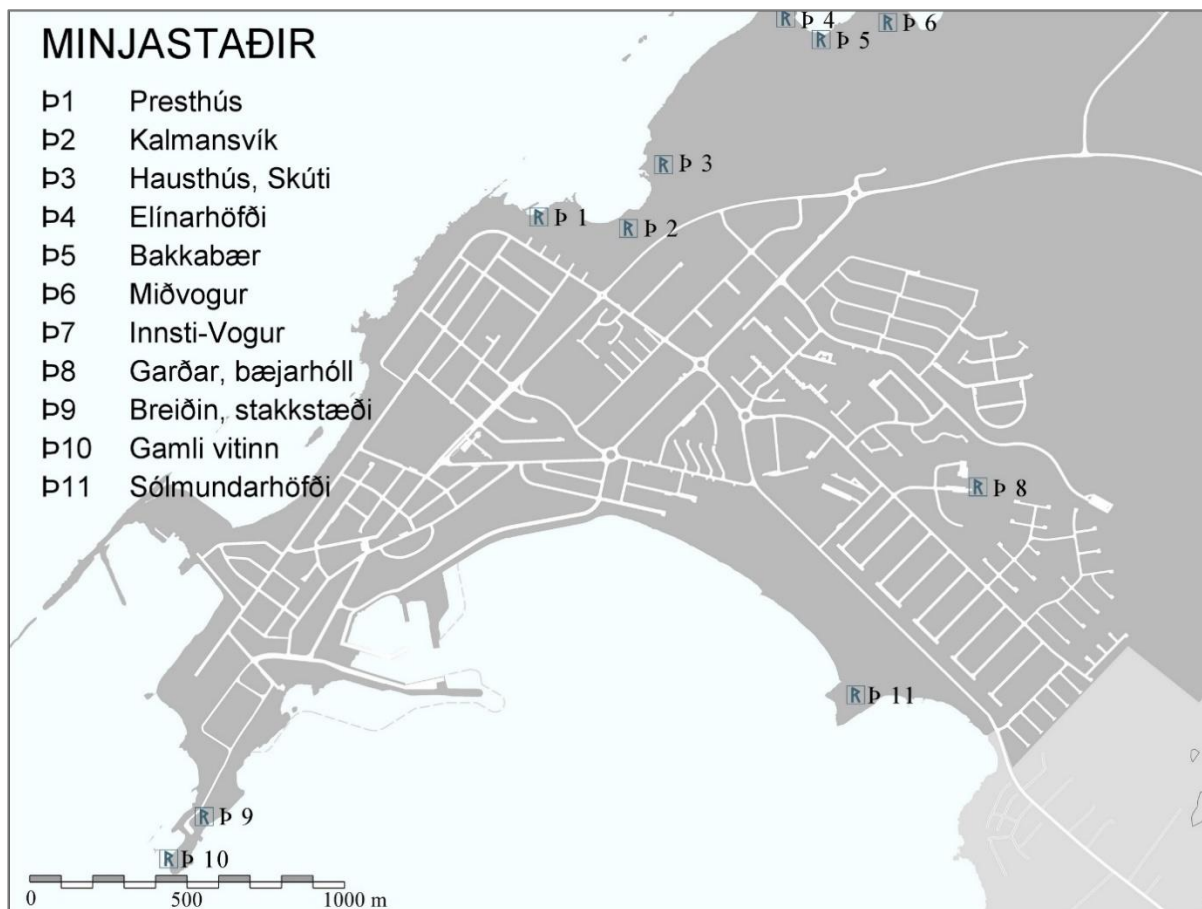 MINJASTAÐIR
Þ1 Presthús
Þ2 Kalmansvík
Þ3 Hausthús, Skúti
Þ4 Elínarhöfði
Þ5 Bakkabær
Þ6 Miðvogur
Þ7 Innsti-Vogur
Þ8 Garðar, bæjarhóll
Þ9 Breiðin, stakkstæði
Þ10 Gamli vitinn
Þ11 Sólmundarhöfði
ᚱ Þ 4
ᚱ Þ 6
ᚱ Þ 5
ᚱ Þ 3
ᚱ Þ 1
ᚱ Þ 2
ᚱ Þ 8
ᚱ Þ 11
ᚱ Þ 9
ᚱ Þ 10
0 500 1000 m